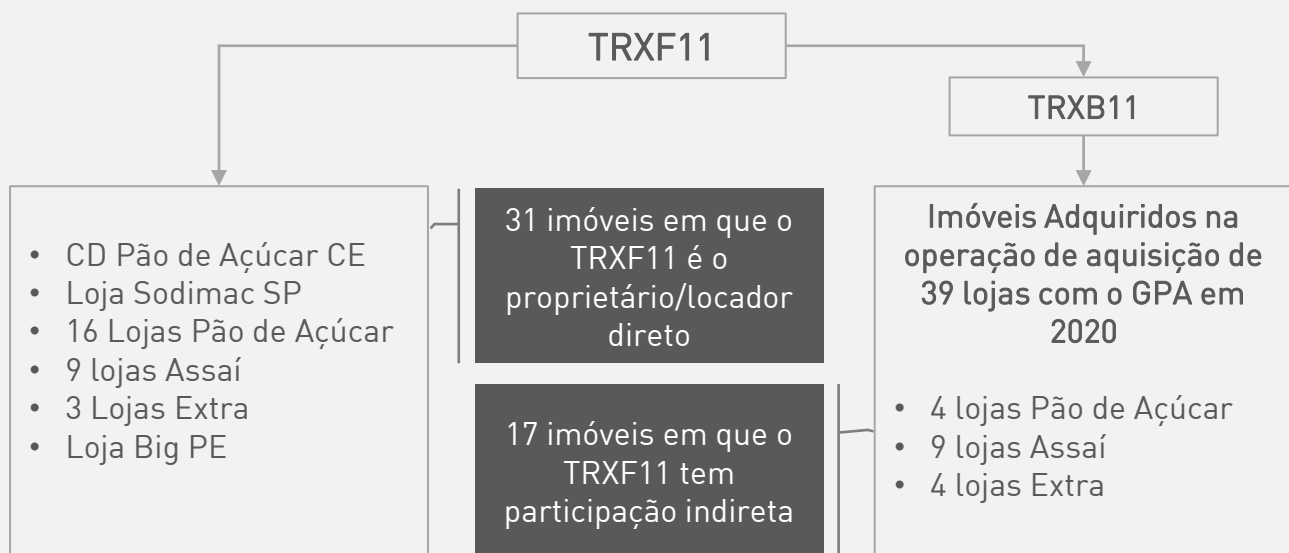 TRXF11
TRXB11
• CD Pão de Açúcar CE
• Loja Sodimac SP
• 16 Lojas Pão de Açúcar
• 9 lojas Assaí
• 3 Lojas Extra
• Loja Big PE
31 imóveis em que o
TRXF11 é o
proprietário/locador
direto
17 imóveis em que o
TRXF11 tem
participação indireta
Imóveis Adquiridos na
operação de aquisição de
39 lojas com o GPA em
2020
• 4 lojas Pão de Açúcar
• 9 lojas Assaí
• 4 lojas Extra